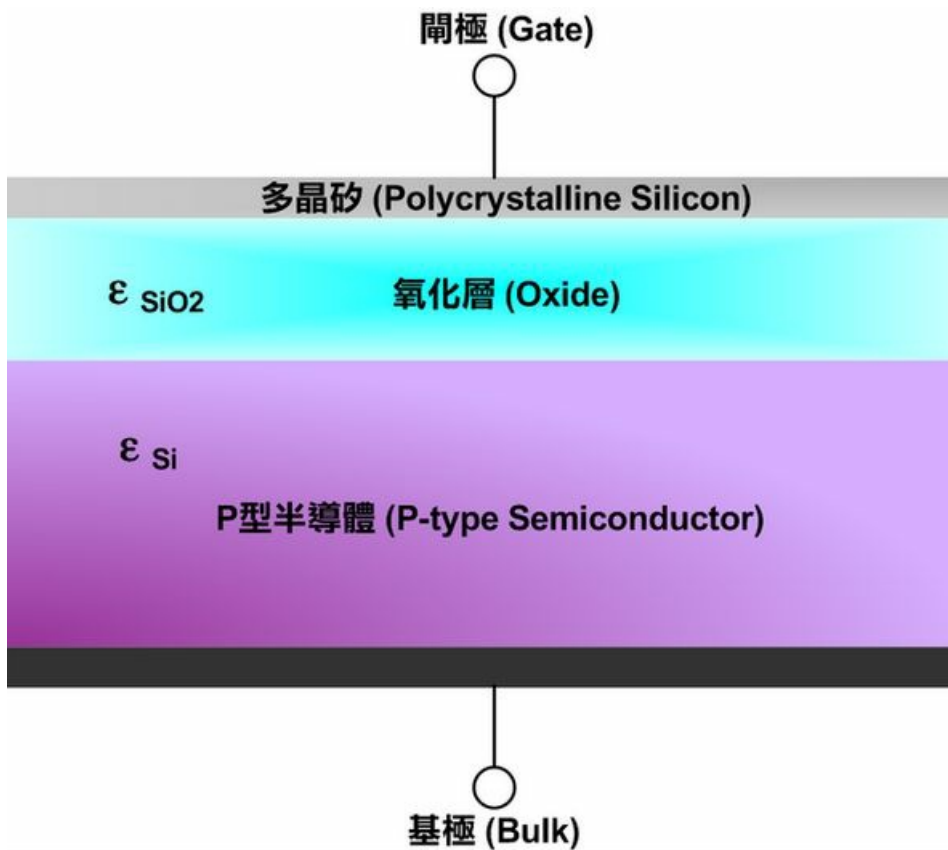 閘極 (Gate)
多晶矽 (Polycrystalline Silicon)
ε SiO2
氧化層 (Oxide)
ε Si
P型半導體 (P-type Semiconductor)
基極 (Bulk)